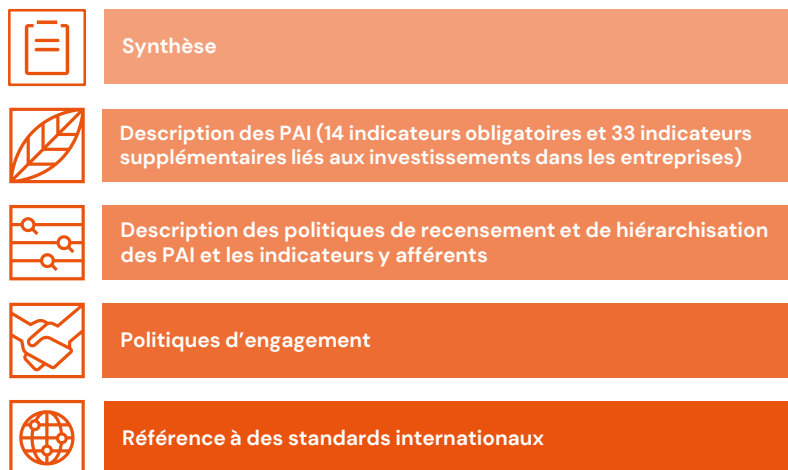 Synthèse
Description des PAI (14 indicateurs obligatoires et 33 indicateurs
supplémentaires liés aux investissements dans les entreprises)
Description des politiques de recensement et de hiérarchisation
des PAI et les indicateurs y afférents
Politiques d’engagement
Référence à des standards internationaux